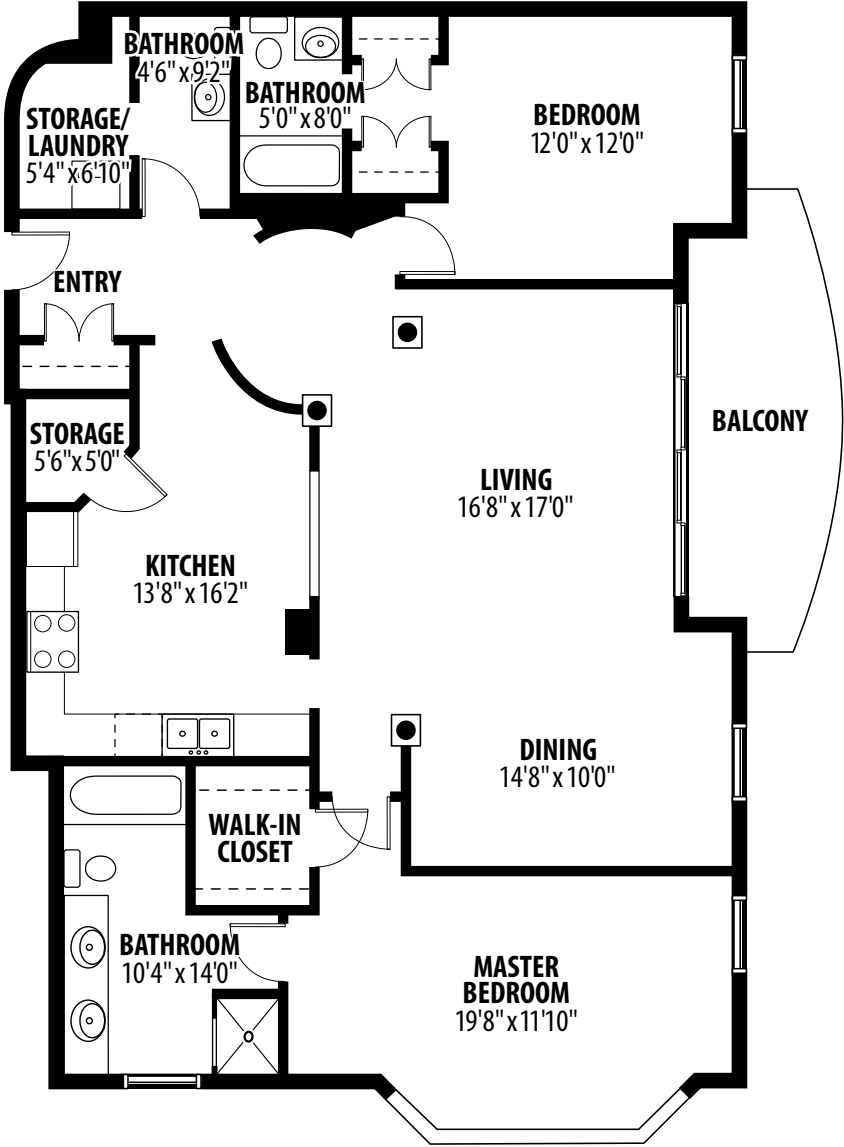 BATHROOM
4'6" x 9'2"
BATHROOM
5'0" x 8'0"
STORAGE/
LAUNDRY
5'4" x 6'10"
BEDROOM
12'0" x 12'0"
ENTRY
BALCONY
STORAGE
5'6" x 5'0"
LIVING
16'8" x 17'0"
KITCHEN
13'8" x 16'2"
DINING
14'8" x 10'0"
WALK-IN
CLOSET
BATHROOM
10'4" x 14'0"
MASTER
BEDROOM
19'8" x 11'10"